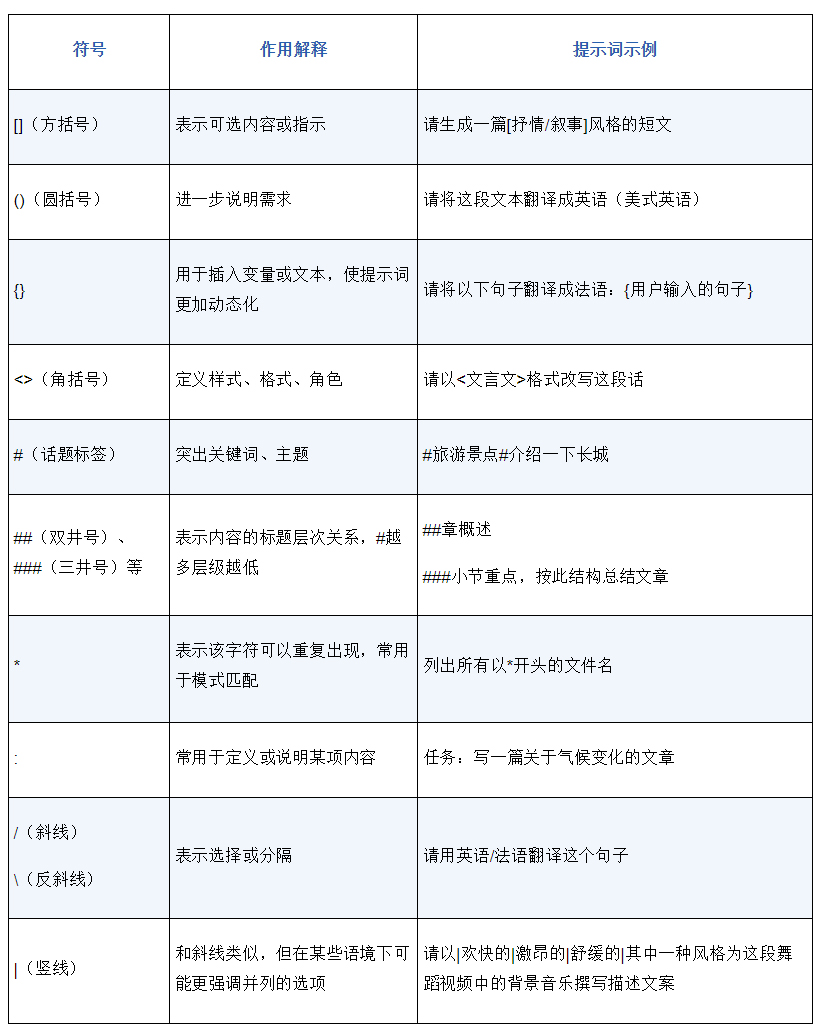 符号 作用解释 提示词示例
[]（方括号） 表示可选内容或指示 请生成一篇[抒情/叙事]风格的短文
()（圆括号） 进一步说明需求 请将这段文本翻译成英语（美式英语）
{} 用于插入变量或文本，使提示词
更加动态化 请将以下句子翻译成法语：{用户输入的句子}
<>（角括号） 定义样式、格式、角色 请以<文言文>格式改写这段话
#（话题标签） 突出关键词、主题 #旅游景点#介绍一下长城
##（双井号）、
###（三井号）等 表示内容的标题层次关系，#越
多层级越低 ##章概述
###小节重点，按此结构总结文章
* 表示该字符可以重复出现，常用
于模式匹配 列出所有以*开头的文件名
: 常用于定义或说明某项内容 任务：写一篇关于气候变化的文章
/（斜线）
\（反斜线） 表示选择或分隔 请用英语/法语翻译这个句子
|（竖线） 和斜线类似，但在某些语境下可
能更强调并列的选项 请以|欢快的|激昂的|舒缓的|其中一种风格为这段舞
蹈视频中的背景音乐撰写描述文案